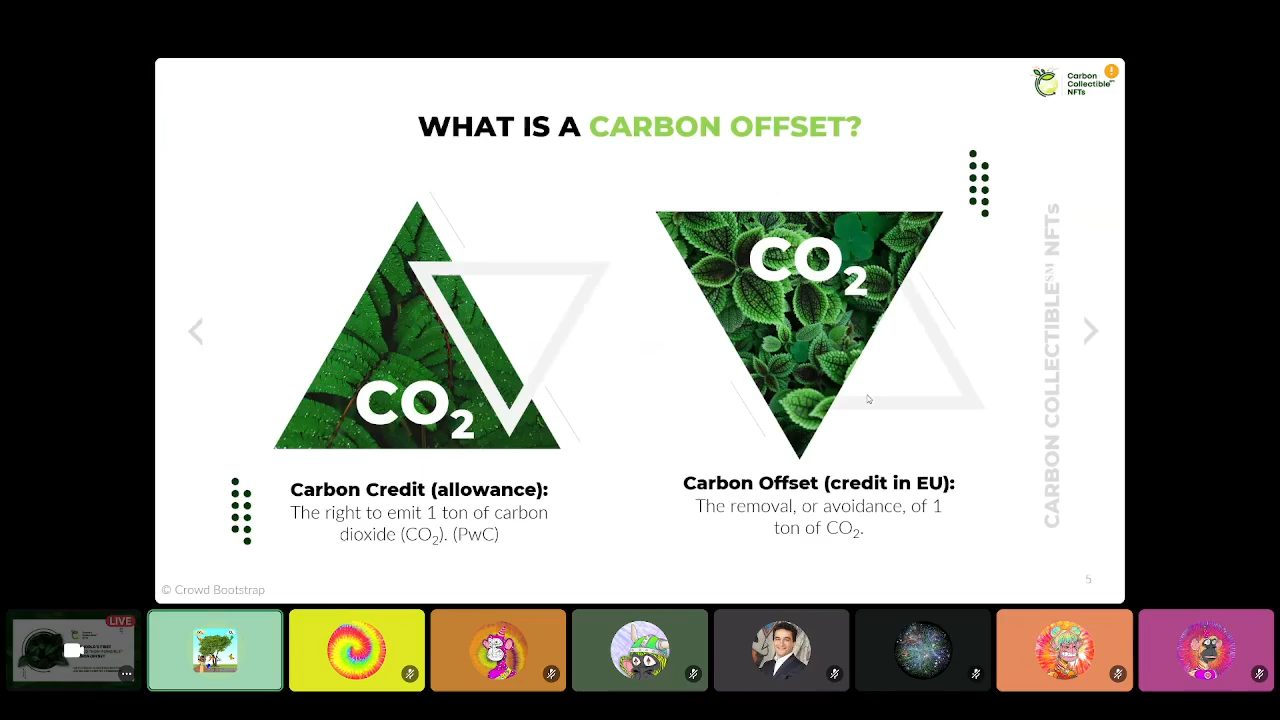 Carbon
Collectible
NFTs
WHAT IS A CARBON OFFSET?
CO2
CO2
CARBON COLLECTIBLE℠ NFTs
Carbon Credit (allowance):
The right to emit 1 ton of carbon
dioxide (CO2). (PwC)
Carbon Offset (credit in EU):
The removal, or avoidance, of 1
ton of CO2.
5
© Crowd Bootstrap
LIVE